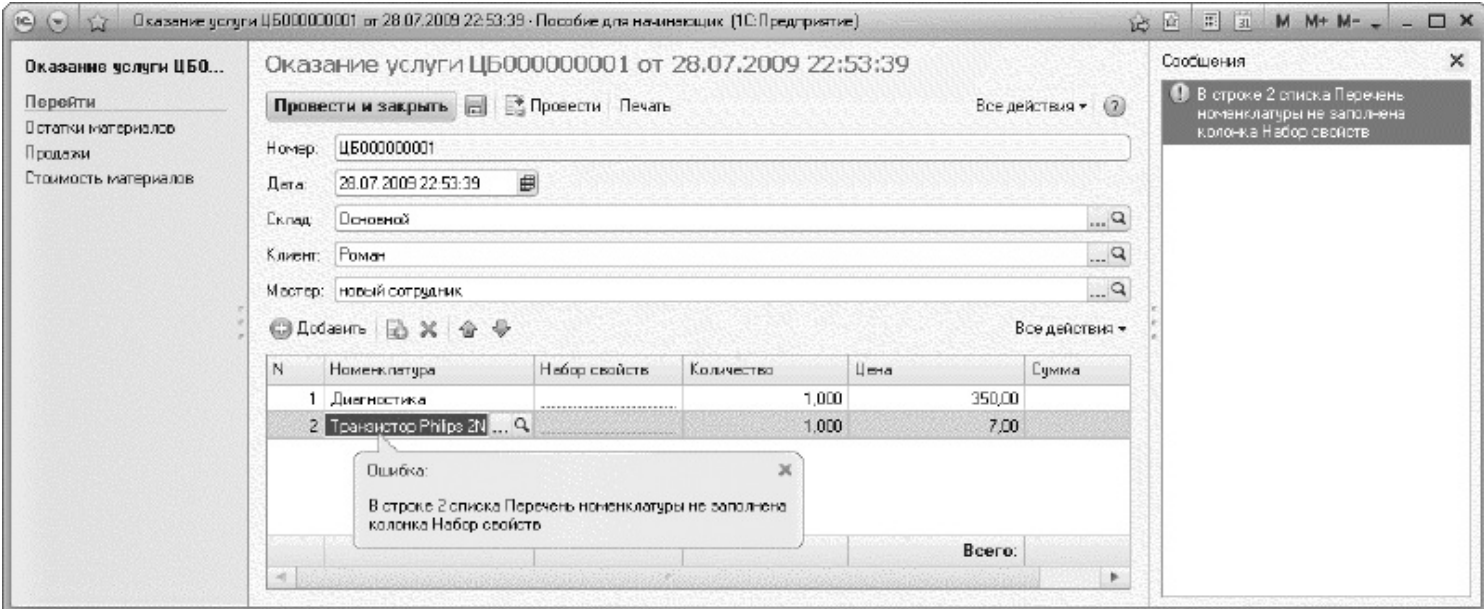 Оказание услуги ЦБ000000001 от 28.07.2009 22:53:39 - Пособие для начинающих (1С:Предприятие)
31 M M+ M-
Оказание услуги ЦБ0...
Перейти
Остатки материалов
Продажи
Стоимость материалов
Оказание услуги ЦБ000000001 от 28.07.2009 22:53:39
Провести и закрыть Провести Печать Все действия ?
Номер: ЦБ000000001
Дата: 28.07.2009 22:53:39
Склад: Основной ...
Клиент: Роман ...
Мастер: новый сотрудник ...
Добавить Все действия
N Номенклатура Набор свойств Количество Цена Сумма
1 Диагностика 1,000 350,00
2 Транзистор Philips 2N ... 1,000 7,00
Ошибка:
В строке 2 списка Перечень номенклатуры не заполнена
колонка Набор свойств
Всего:
Сообщения
В строке 2 списка Перечень
номенклатуры не заполнена
колонка Набор свойств